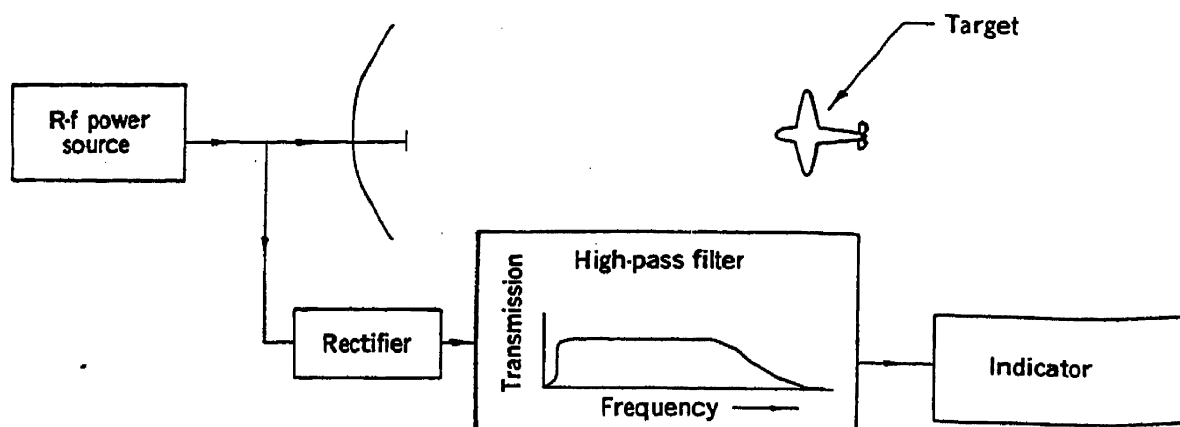 Target
R-f power
source
High-pass filter
Transmission
Rectifier
Frequency
Indicator